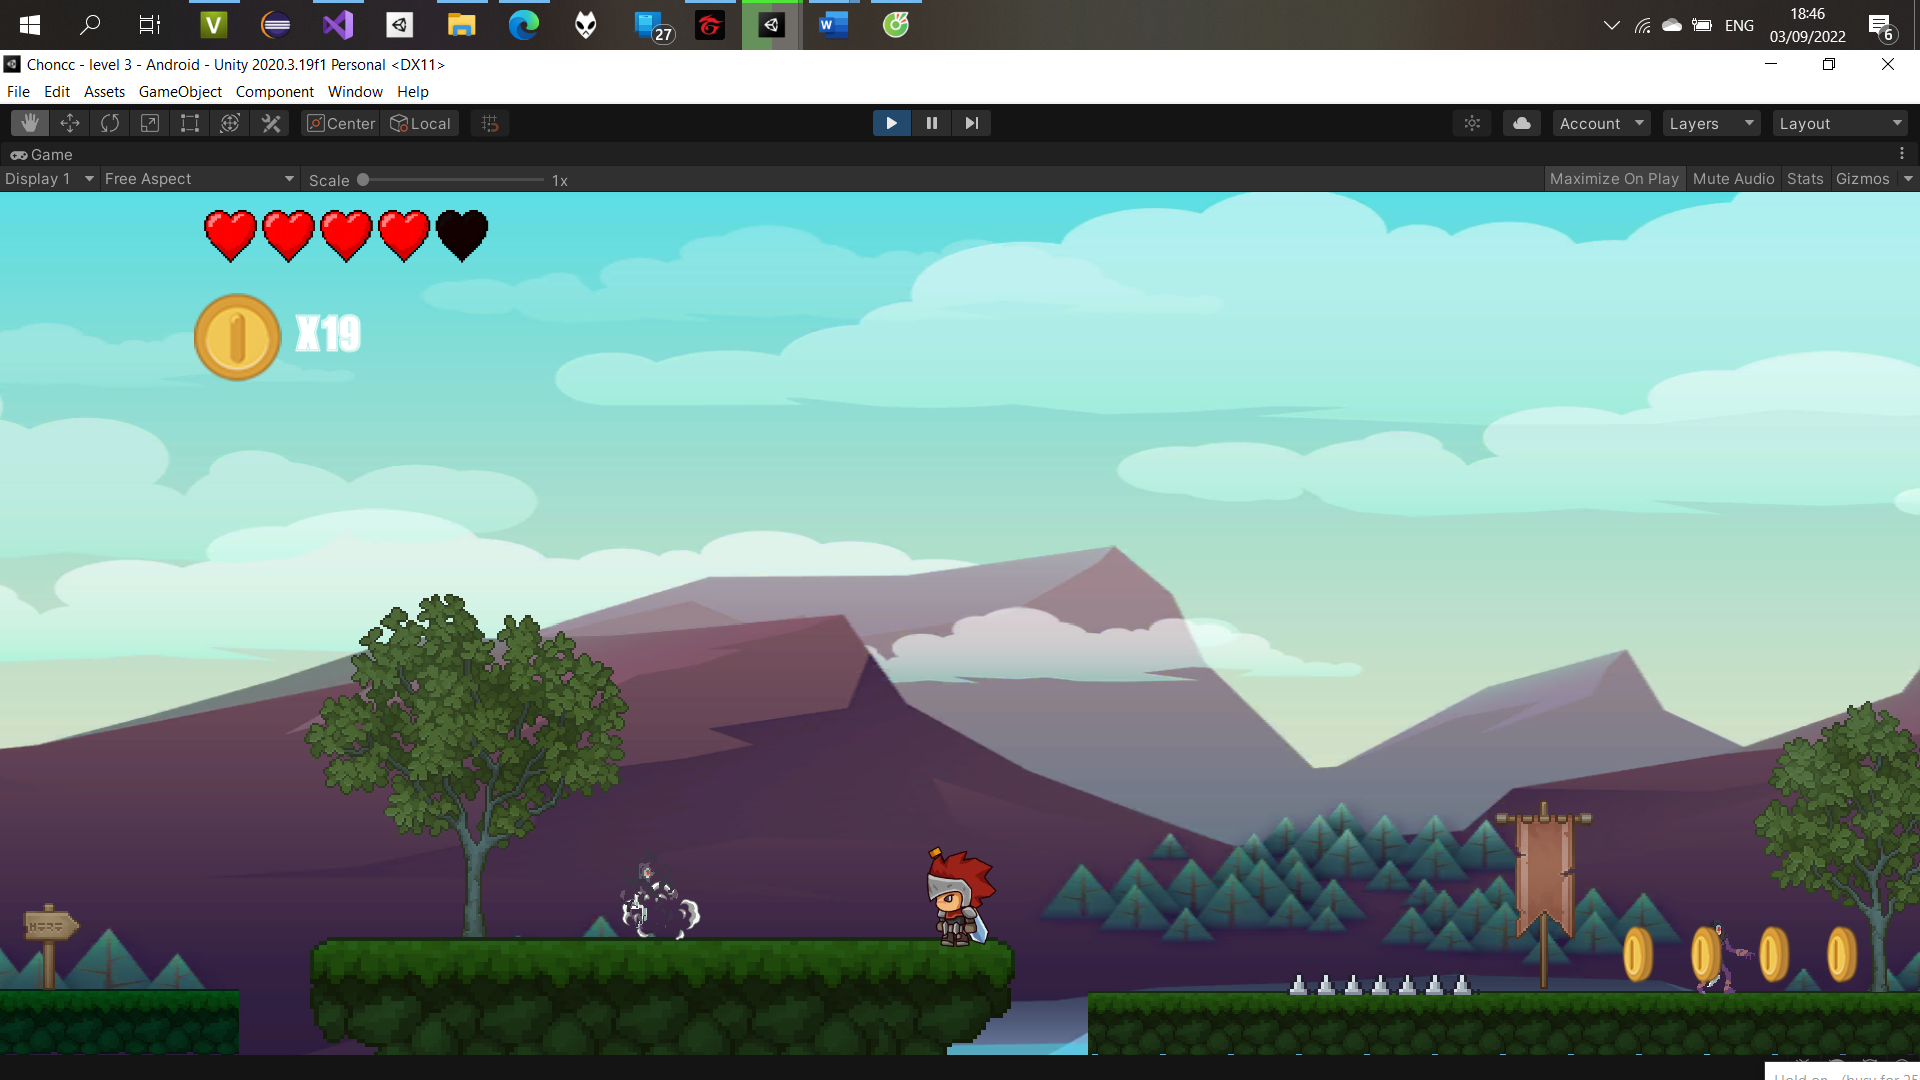 V
W
27
ENG
18:46
03/09/2022
6
Choncc - level 3 - Android - Unity 2020.3.19f1 Personal <DX11>
File Edit Assets GameObject Component Window Help
Center Local
Account Layers Layout
Game
Display 1 Free Aspect Scale 1x Maximize On Play Mute Audio Stats Gizmos
X19